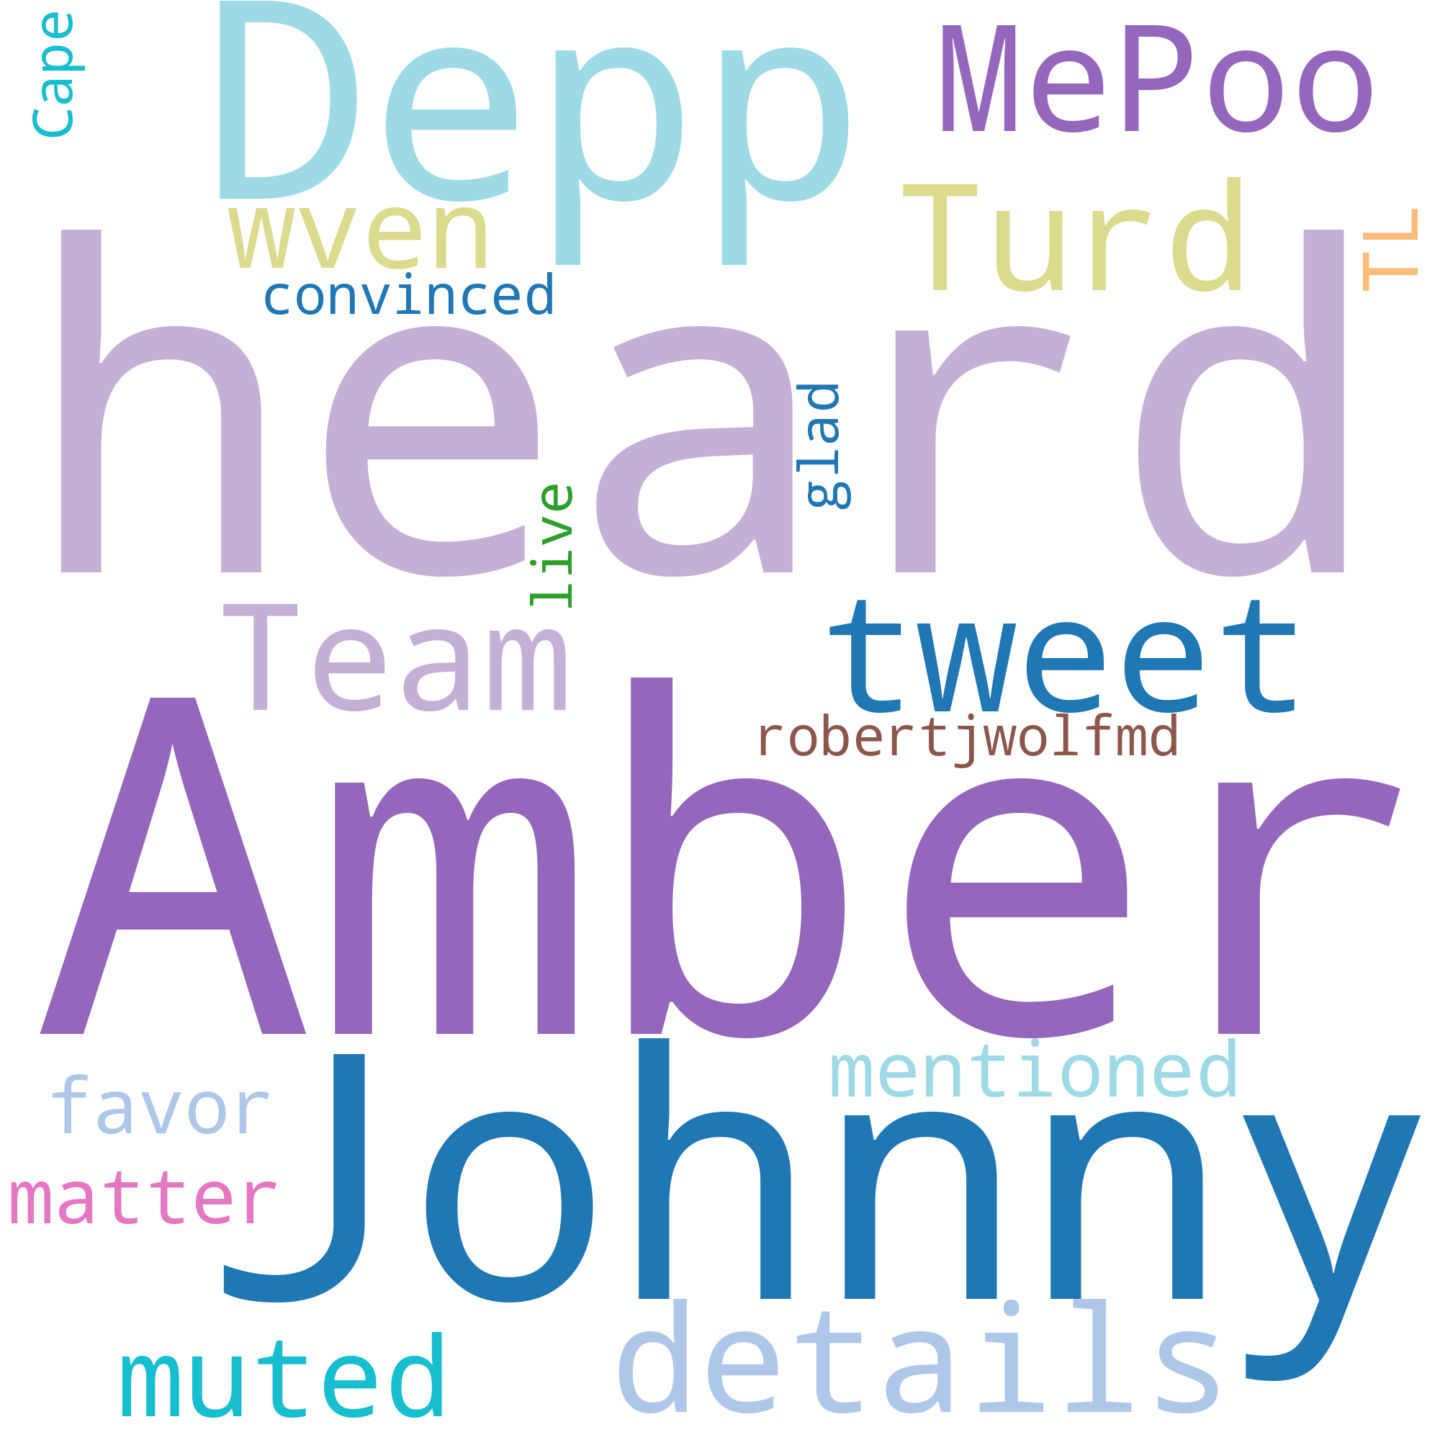 Cape
Depp
MePoo
wven
Turd
TL
convinced
heard
glad
live
Team
tweet
robertjwolfmd
Amber
mentioned
favor
Johnny
matter
details
muted